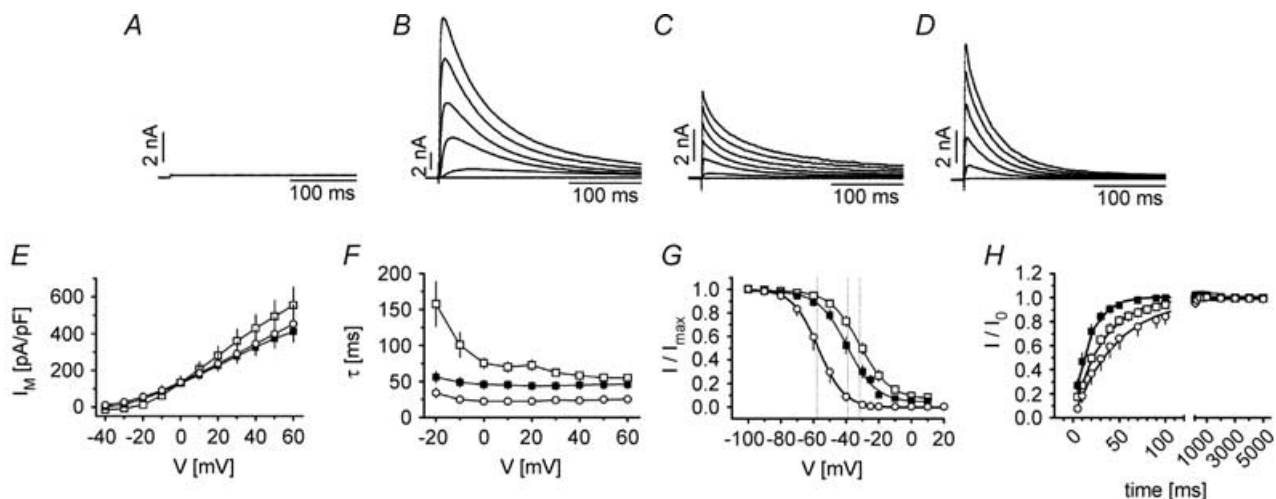 A
B
C
D
2 nA
100 ms
2 nA
100 ms
2 nA
100 ms
2 nA
100 ms
E
F
G
H
I_M [pA/pF]
600
400
200
0
-40 -20 0 20 40 60
V [mV]
τ [ms]
200
150
100
50
0
-20 0 20 40 60
V [mV]
I / I_max
1.0
0.8
0.6
0.4
0.2
0.0
-100 -80 -60 -40 -20 0 20
V [mV]
I / I_0
1.2
1.0
0.8
0.6
0.4
0.2
0.0
0 50 100 1000 3000 5000
time [ms]